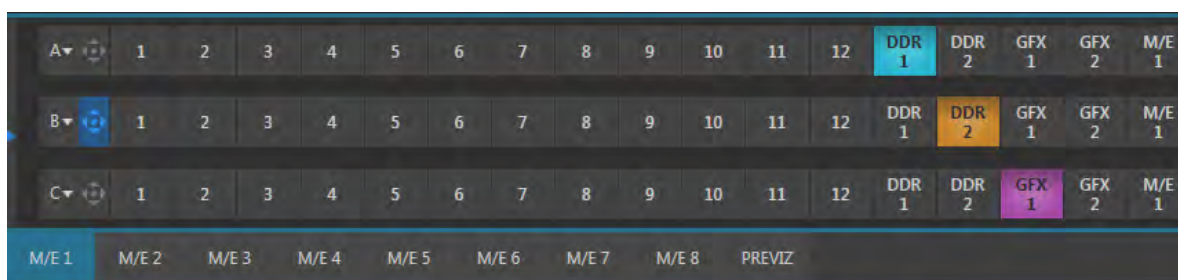 A 1 2 3 4 5 6 7 8 9 10 11 12 DDR 1 DDR 2 GFX 1 GFX 2 M/E 1
B 1 2 3 4 5 6 7 8 9 10 11 12 DDR 1 DDR 2 GFX 1 GFX 2 M/E 1
C 1 2 3 4 5 6 7 8 9 10 11 12 DDR 1 DDR 2 GFX 1 GFX 2 M/E 1
M/E 1 M/E 2 M/E 3 M/E 4 M/E 5 M/E 6 M/E 7 M/E 8 PREVIZ